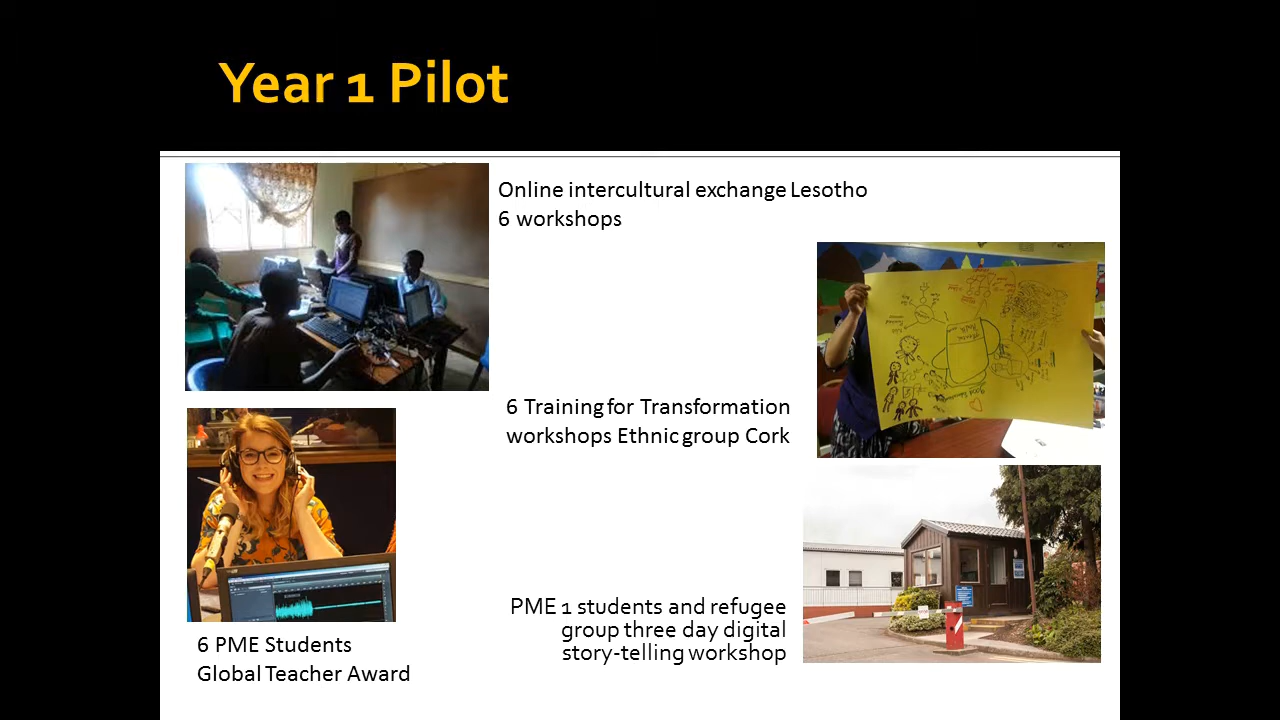 Year 1 Pilot
Online intercultural exchange Lesotho
6 workshops
6 Training for Transformation
workshops Ethnic group Cork
PME 1 students and refugee
group three day digital
story-telling workshop
6 PME Students
Global Teacher Award